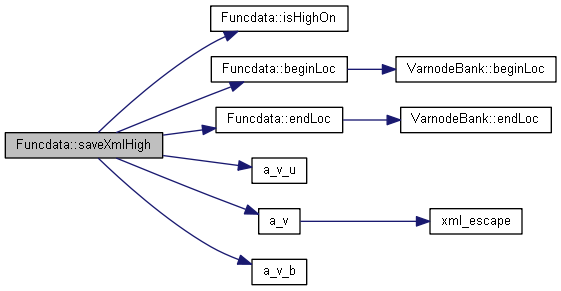 Funcdata::isHighOn
Funcdata::beginLoc
VarnodeBank::beginLoc
Funcdata::endLoc
VarnodeBank::endLoc
Funcdata::saveXmlHigh
a_v_u
a_v
xml_escape
a_v_b